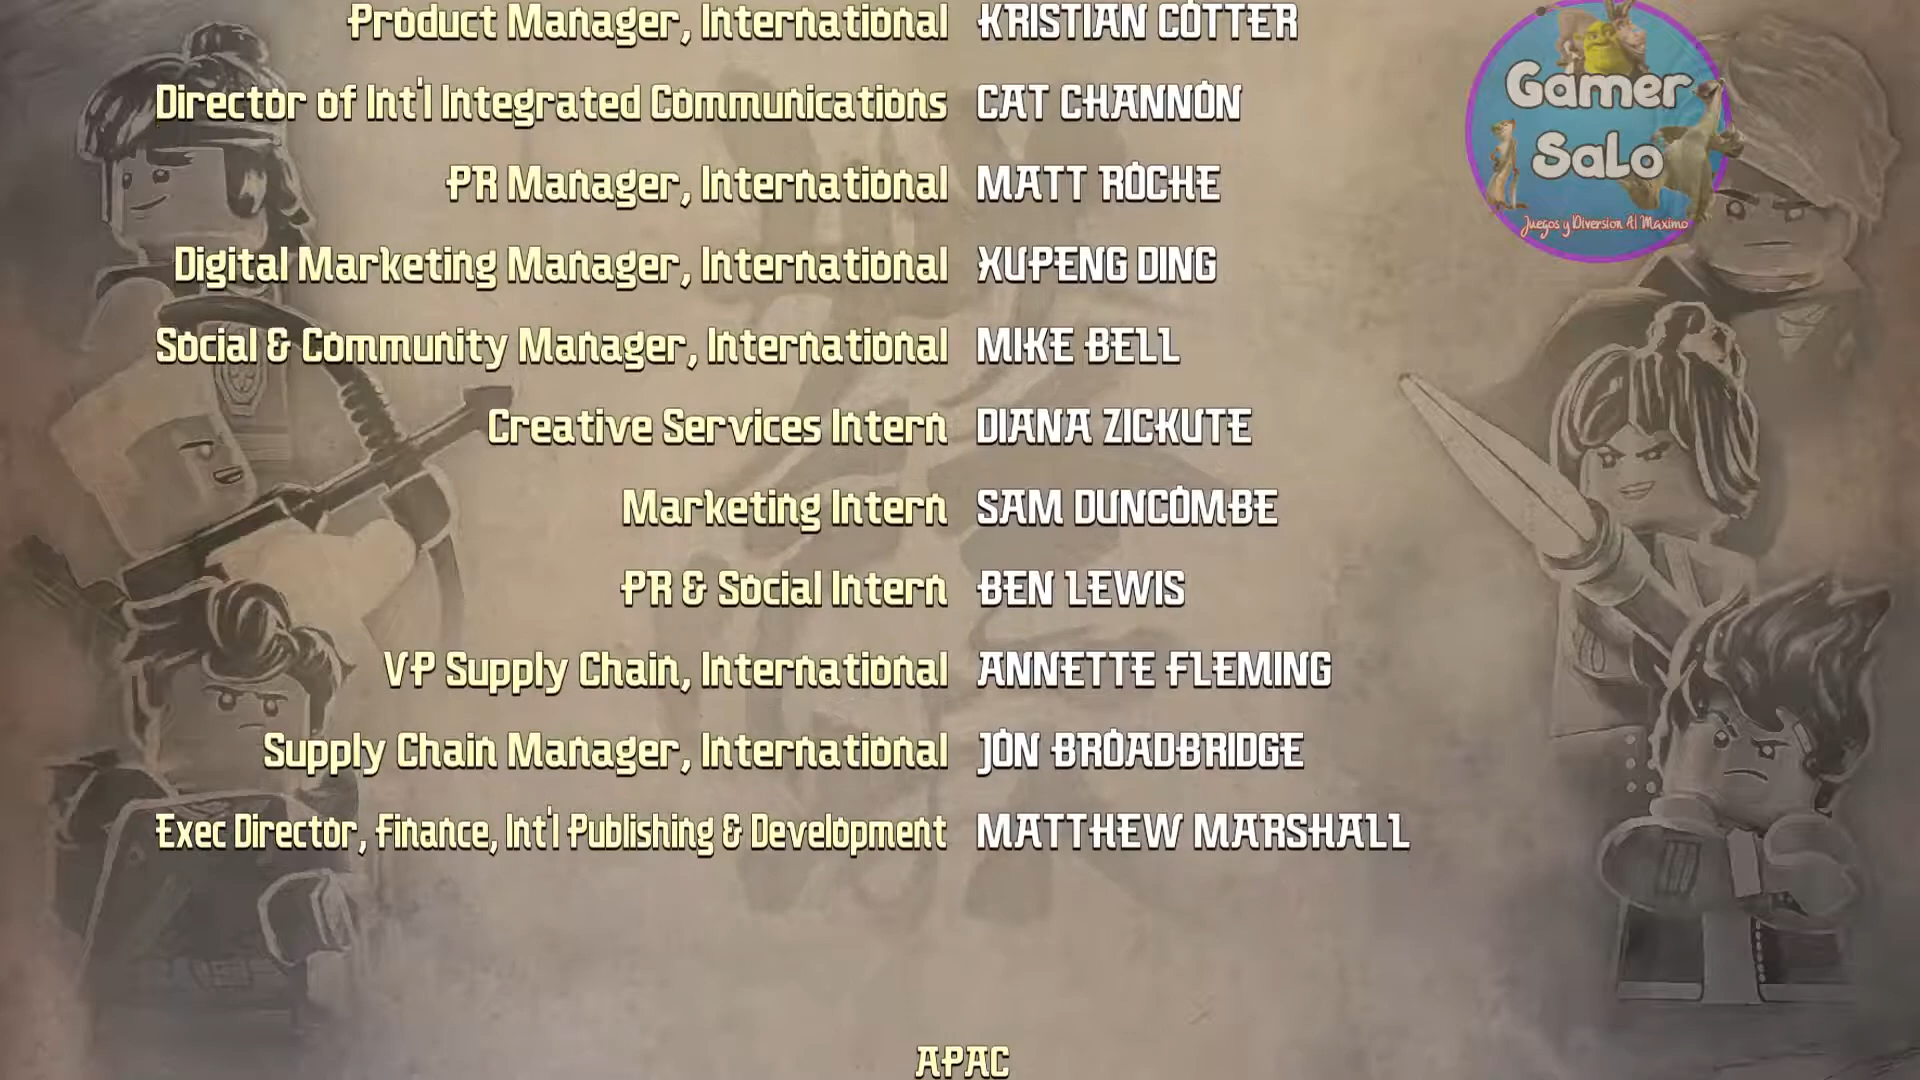 Product Manager, International KRISTIAN COTTER
Director of Int'l Integrated Communications CAT CHANNON
PR Manager, International MATT ROCHE
Digital Marketing Manager, International XUPENG DING
Social & Community Manager, International MIKE BELL
Creative Services Intern DIANA ZICKUTE
Marketing Intern SAM DUNCOMBE
PR & Social Intern BEN LEWIS
VP Supply Chain, International ANNETTE FLEMING
Supply Chain Manager, International JON BROADBRIDGE
Exec Director, Finance, Int'l Publishing & Development MATTHEW MARSHALL
APAC
Gamer
SaLo
Juegos y Diversion Al Maximo